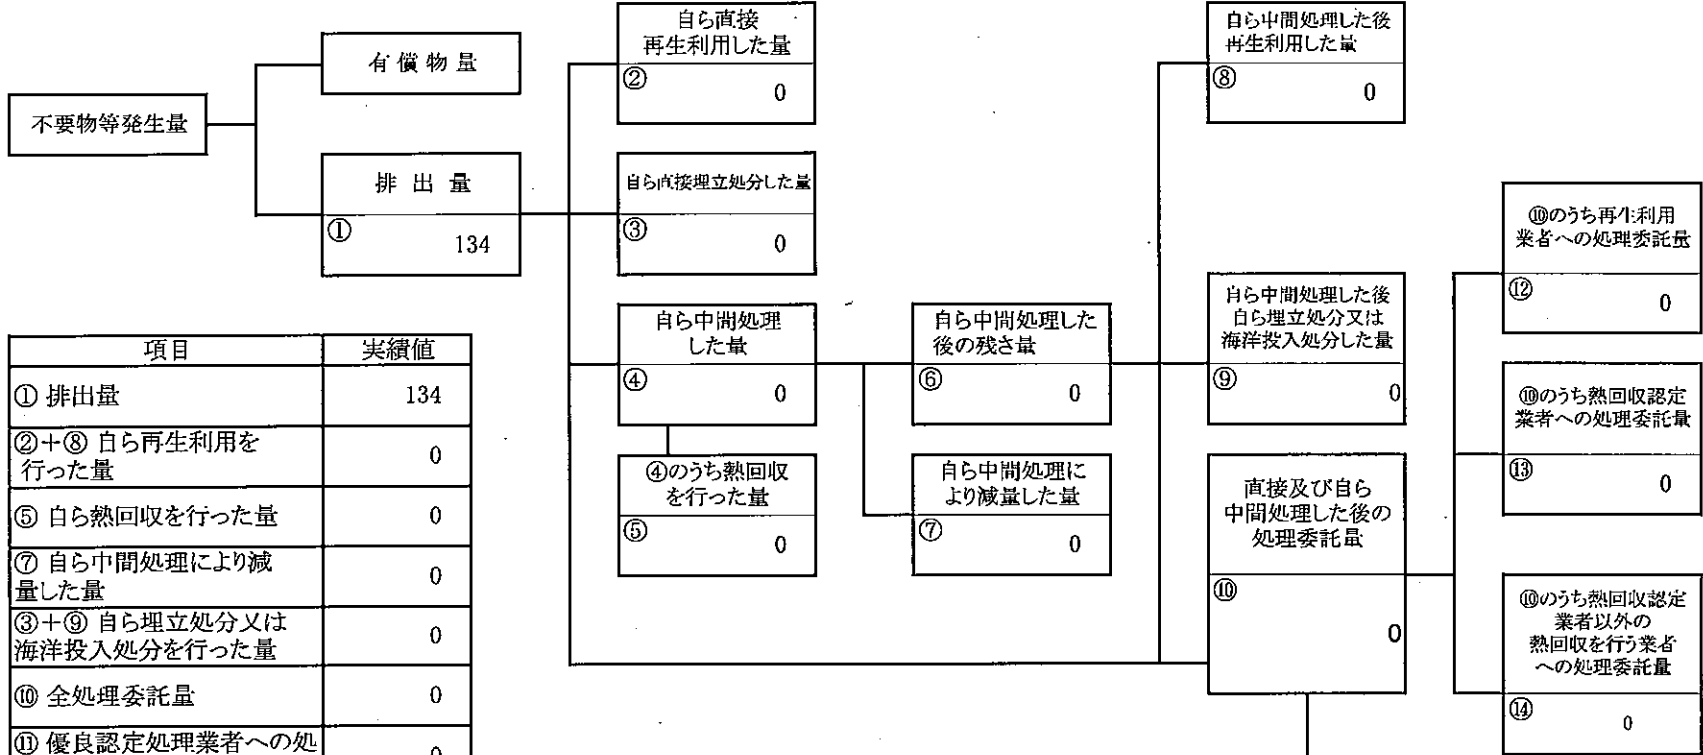 不要物等発生量
有償物量
排出量
①
134
自ら直接
再生利用した量
②
0
自ら直接埋立処分した量
③
0
自ら中間処理
した量
④
0
④のうち熱回収
を行った量
⑤
0
自ら中間処理した
後の残さ量
⑥
0
自ら中間処理に
より減量した量
⑦
0
自ら中間処理した後
再生利用した量
⑧
0
自ら中間処理した後
自ら埋立処分又は
海洋投入処分した量
⑨
0
直接及び自ら
中間処理した後の
処理委託量
⑩
0
⑩のうち再生利用
業者への処理委託量
⑫
0
⑩のうち熱回収認定
業者への処理委託量
⑬
0
⑩のうち熱回収認定
業者以外の
熱回収を行う業者
への処理委託量
⑭
0
項目 実績値
① 排出量 134
②+⑧ 自ら再生利用を
行った量 0
⑤ 自ら熱回収を行った量 0
⑦ 自ら中間処理により減
量した量 0
③+⑨ 自ら埋立処分又は
海洋投入処分を行った量 0
⑩ 全処理委託量 0
⑪ 優良認定処理業者への処 0